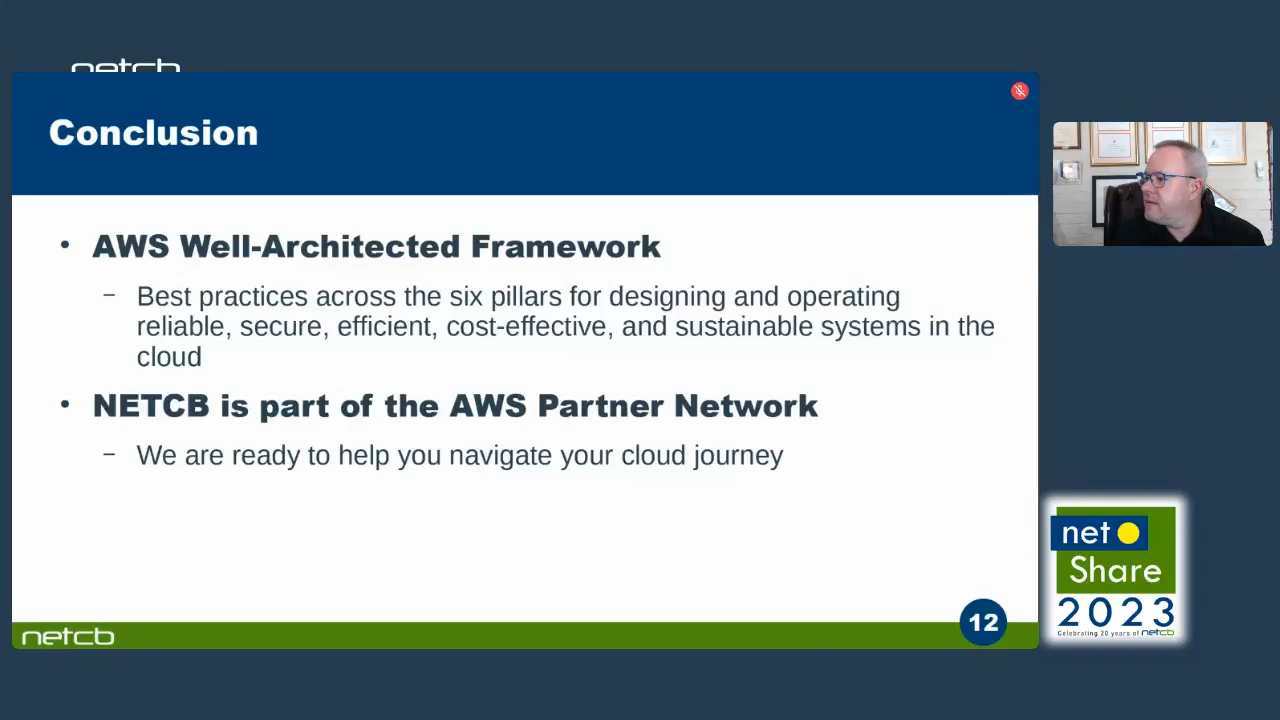 netcb
Conclusion
• AWS Well-Architected Framework
– Best practices across the six pillars for designing and operating
reliable, secure, efficient, cost-effective, and sustainable systems in the
cloud
• NETCB is part of the AWS Partner Network
– We are ready to help you navigate your cloud journey
netcb
12
net
Share
2023
Celebrating 20 years of netcb